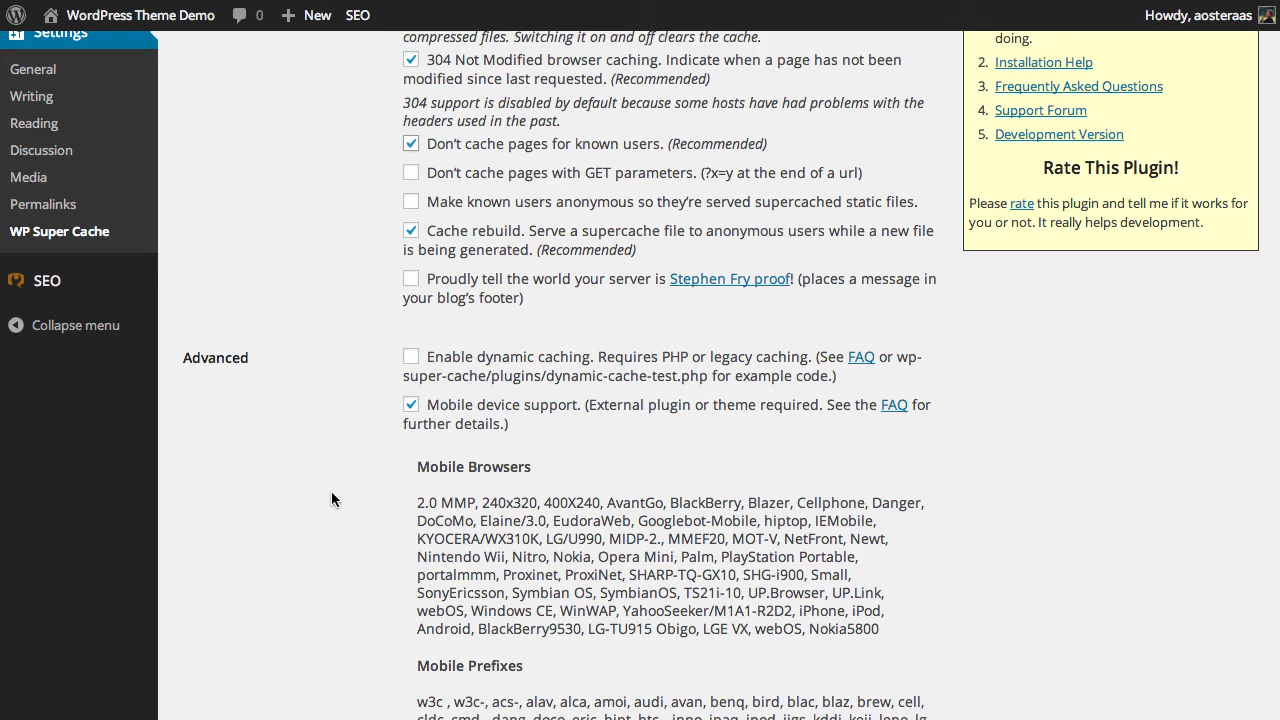 WordPress Theme Demo 0 New SEO Howdy, aosteraas
Settings
General
Writing
Reading
Discussion
Media
Permalinks
WP Super Cache
SEO
Collapse menu
compressed files. Switching it on and off clears the cache.
304 Not Modified browser caching. Indicate when a page has not been
modified since last requested. (Recommended)
304 support is disabled by default because some hosts have had problems with the
headers used in the past.
Don't cache pages for known users. (Recommended)
Don't cache pages with GET parameters. (?x=y at the end of a url)
Make known users anonymous so they're served supercached static files.
Cache rebuild. Serve a supercache file to anonymous users while a new file
is being generated. (Recommended)
Proudly tell the world your server is Stephen Fry proof! (places a message in
your blog's footer)
Advanced
Enable dynamic caching. Requires PHP or legacy caching. (See FAQ or wp-
super-cache/plugins/dynamic-cache-test.php for example code.)
Mobile device support. (External plugin or theme required. See the FAQ for
further details.)
Mobile Browsers
2.0 MMP, 240x320, 400X240, AvantGo, BlackBerry, Blazer, Cellphone, Danger,
DoCoMo, Elaine/3.0, EudoraWeb, Googlebot-Mobile, hiptop, IEMobile,
KYOCERA/WX310K, LG/U990, MIDP-2., MMEF20, MOT-V, NetFront, Newt,
Nintendo Wii, Nitro, Nokia, Opera Mini, Palm, PlayStation Portable,
portalmmm, Proxinet, ProxiNet, SHARP-TQ-GX10, SHG-i900, Small,
SonyEricsson, Symbian OS, SymbianOS, TS21i-10, UP.Browser, UP.Link,
webOS, Windows CE, WinWAP, YahooSeeker/M1A1-R2D2, iPhone, iPod,
Android, BlackBerry9530, LG-TU915 Obigo, LGE VX, webOS, Nokia5800
Mobile Prefixes
w3c , w3c-, acs-, alav, alca, amoi, audi, avan, benq, bird, blac, blaz, brew, cell,
cldc, cmd-, dang, doco, eric, hipt, htc_, inno, ipaq, ipod, jigs, kddi, keji, leno, lg-
doing.
2. Installation Help
3. Frequently Asked Questions
4. Support Forum
5. Development Version
Rate This Plugin!
Please rate this plugin and tell me if it works for
you or not. It really helps development.